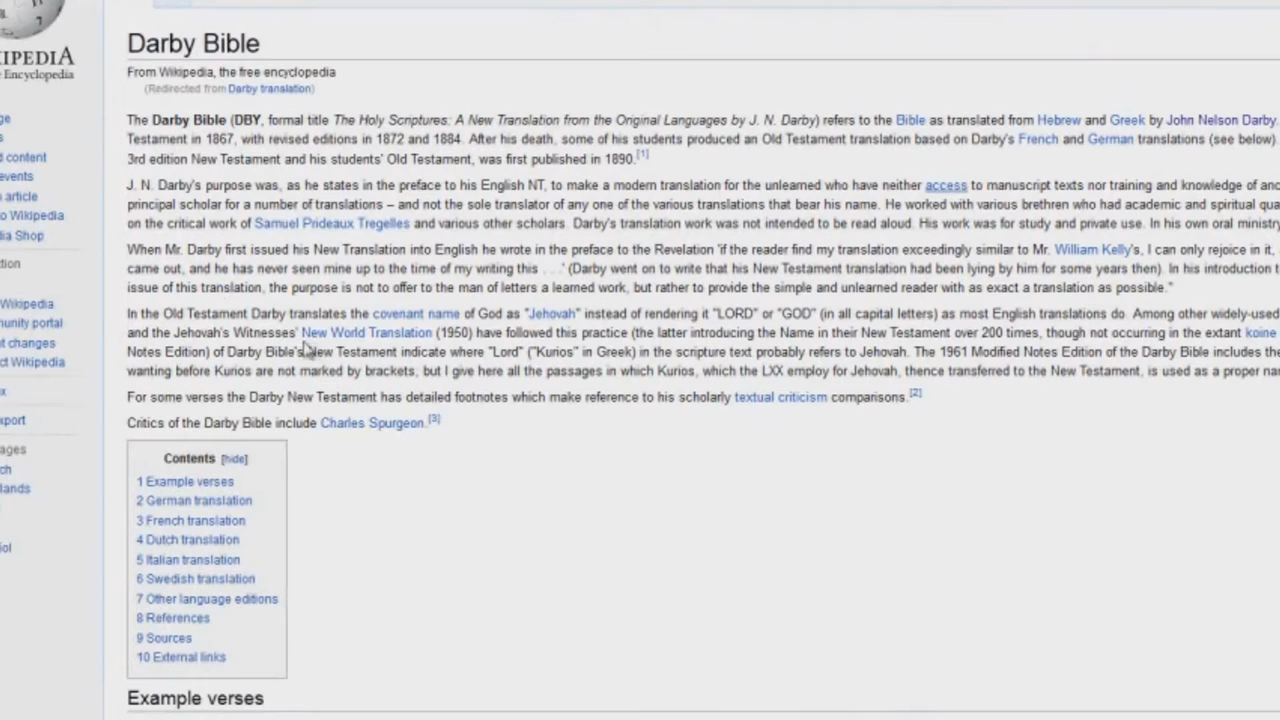 IPEDIA
Encyclopedia
ge
s
d content
events
article
o Wikipedia
ia Shop
tion
Wikipedia
nunity portal
t changes
ct Wikipedia
x
xport
ages
ch
lands
ol
Darby Bible
From Wikipedia, the free encyclopedia
(Redirected from Darby translation)
The Darby Bible (DBY, formal title The Holy Scriptures: A New Translation from the Original Languages by J. N. Darby) refers to the Bible as translated from Hebrew and Greek by John Nelson Darby.
Testament in 1867, with revised editions in 1872 and 1884. After his death, some of his students produced an Old Testament translation based on Darby's French and German translations (see below).
3rd edition New Testament and his students' Old Testament, was first published in 1890.[1]
J. N. Darby's purpose was, as he states in the preface to his English NT, to make a modern translation for the unlearned who have neither access to manuscript texts nor training and knowledge of anc
principal scholar for a number of translations – and not the sole translator of any one of the various translations that bear his name. He worked with various brethren who had academic and spiritual qua
on the critical work of Samuel Prideaux Tregelles and various other scholars. Darby's translation work was not intended to be read aloud. His work was for study and private use. In his own oral ministry
When Mr. Darby first issued his New Translation into English he wrote in the preface to the Revelation 'if the reader find my translation exceedingly similar to Mr. William Kelly's, I can only rejoice in it,
came out, and he has never seen mine up to the time of my writing this . . .' (Darby went on to write that his New Testament translation had been lying by him for some years then). In his introduction t
issue of this translation, the purpose is not to offer to the man of letters a learned work, but rather to provide the simple and unlearned reader with as exact a translation as possible."
In the Old Testament Darby translates the covenant name of God as "Jehovah" instead of rendering it "LORD" or "GOD" (in all capital letters) as most English translations do. Among other widely-used
and the Jehovah's Witnesses' New World Translation (1950) have followed this practice (the latter introducing the Name in their New Testament over 200 times, though not occurring in the extant koine
Notes Edition) of Darby Bible's New Testament indicate where "Lord" ("Kurios" in Greek) in the scripture text probably refers to Jehovah. The 1961 Modified Notes Edition of the Darby Bible includes the
wanting before Kurios are not marked by brackets, but I give here all the passages in which Kurios, which the LXX employ for Jehovah, thence transferred to the New Testament, is used as a proper na
For some verses the Darby New Testament has detailed footnotes which make reference to his scholarly textual criticism comparisons.[2]
Critics of the Darby Bible include Charles Spurgeon.[3]
Contents [hide]
1 Example verses
2 German translation
3 French translation
4 Dutch translation
5 Italian translation
6 Swedish translation
7 Other language editions
8 References
9 Sources
10 External links
Example verses